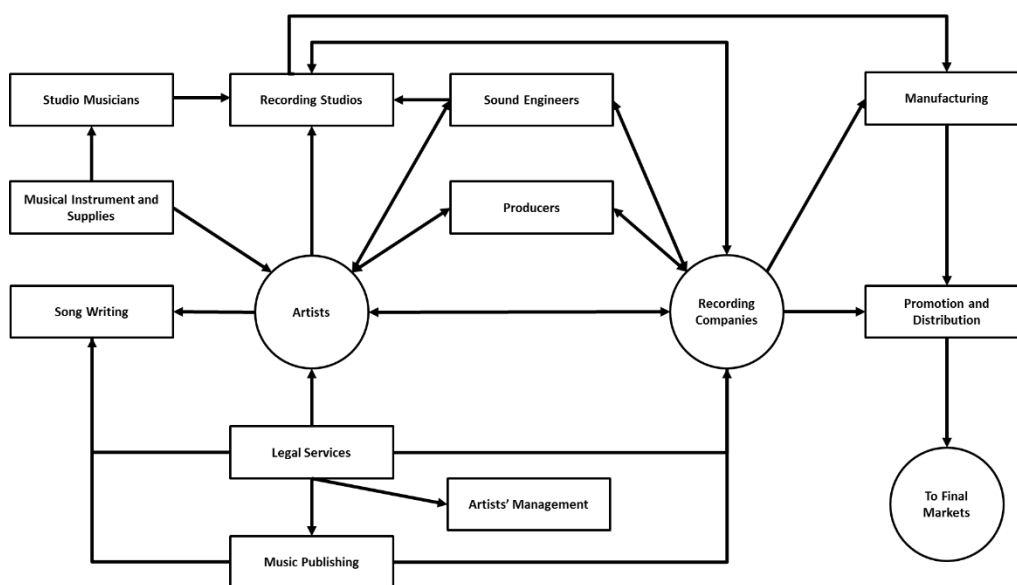 Studio Musicians
Recording Studios
Sound Engineers
Manufacturing
Musical Instrument and
Supplies
Producers
Song Writing
Artists
Recording
Companies
Promotion and
Distribution
Legal Services
Artists’ Management
To Final
Markets
Music Publishing